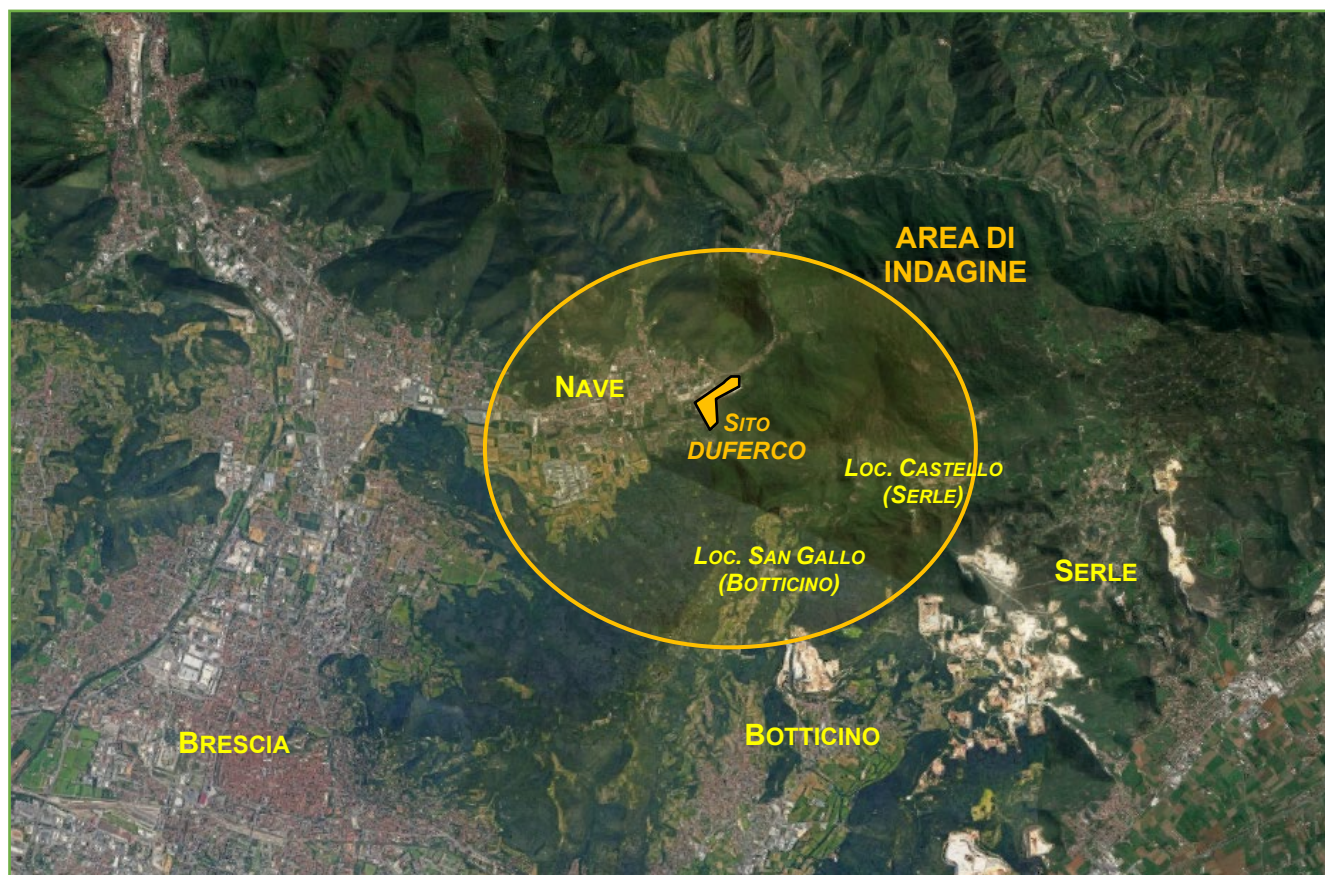 AREA DI
INDAGINE
NAVE
SITO
DUFERCO
LOC. CASTELLO
(SERLE)
LOC. SAN GALLO
(BOTTICINO)
SERLE
BRESCIA
BOTTICINO